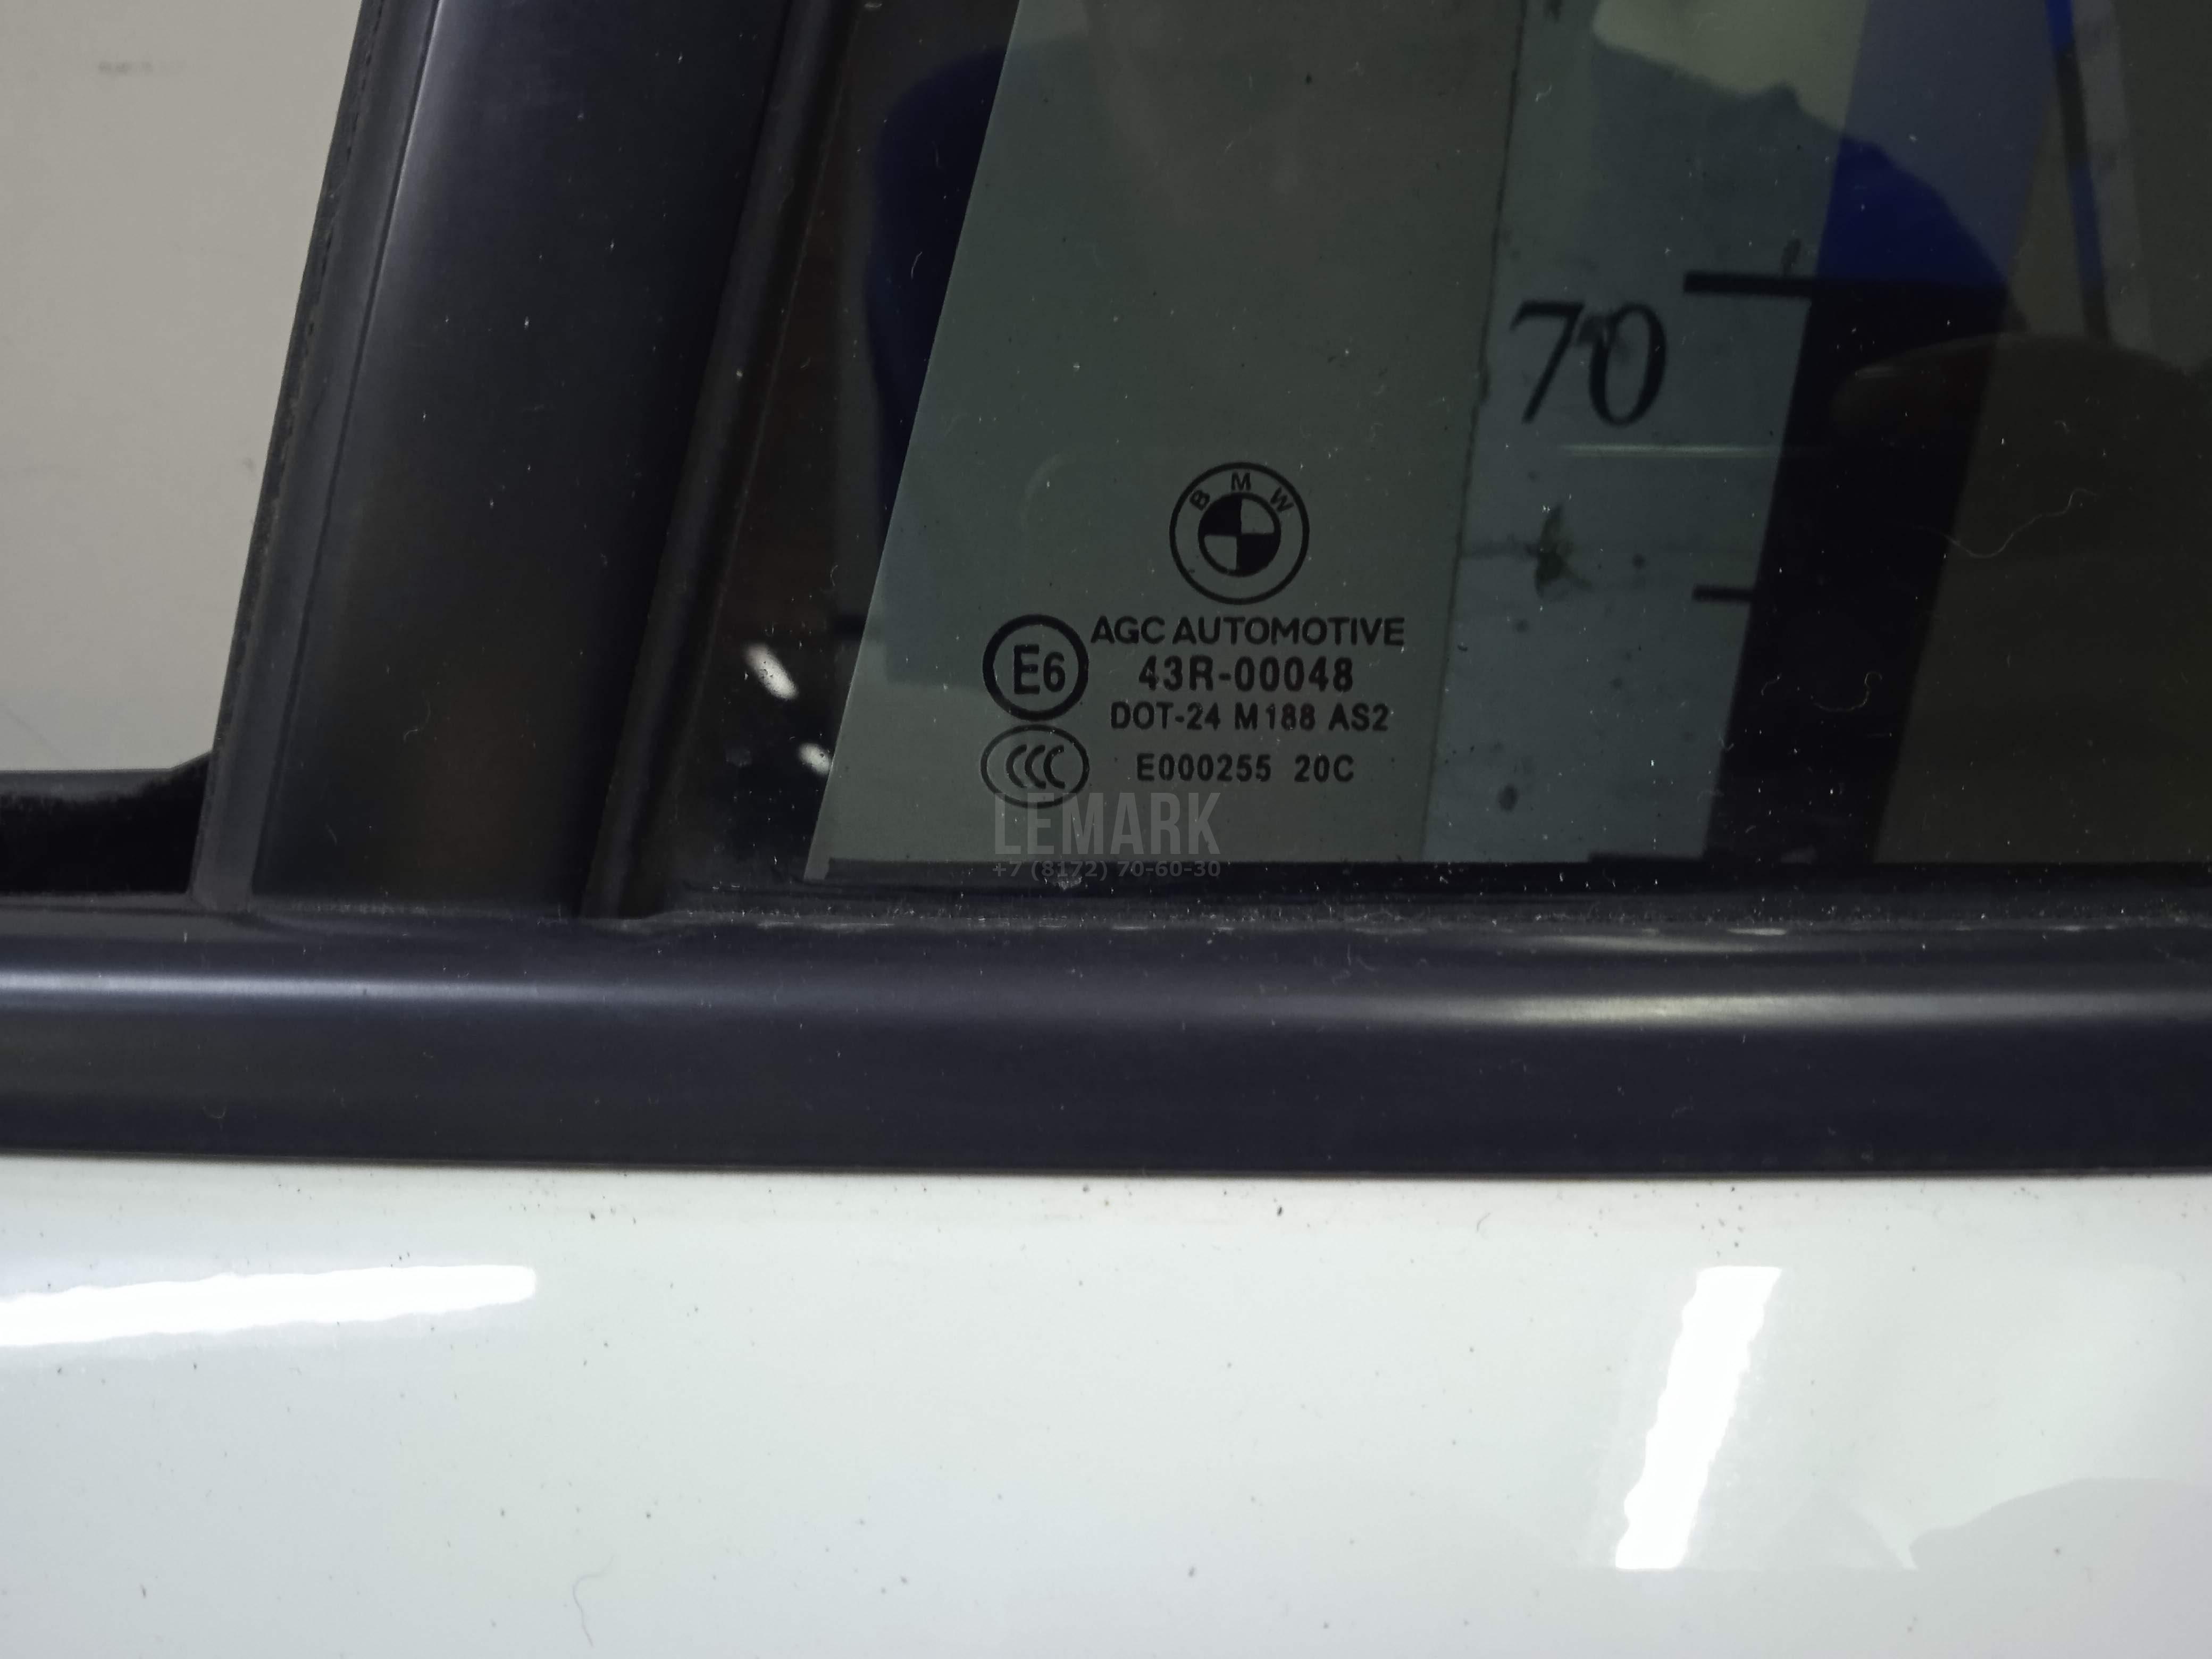 70
BMW
AGC AUTOMOTIVE
E6 43R-00048
DOT-24 M188 AS2
CCC E000255 20C
LEMARK
+7 (8172) 70-60-30